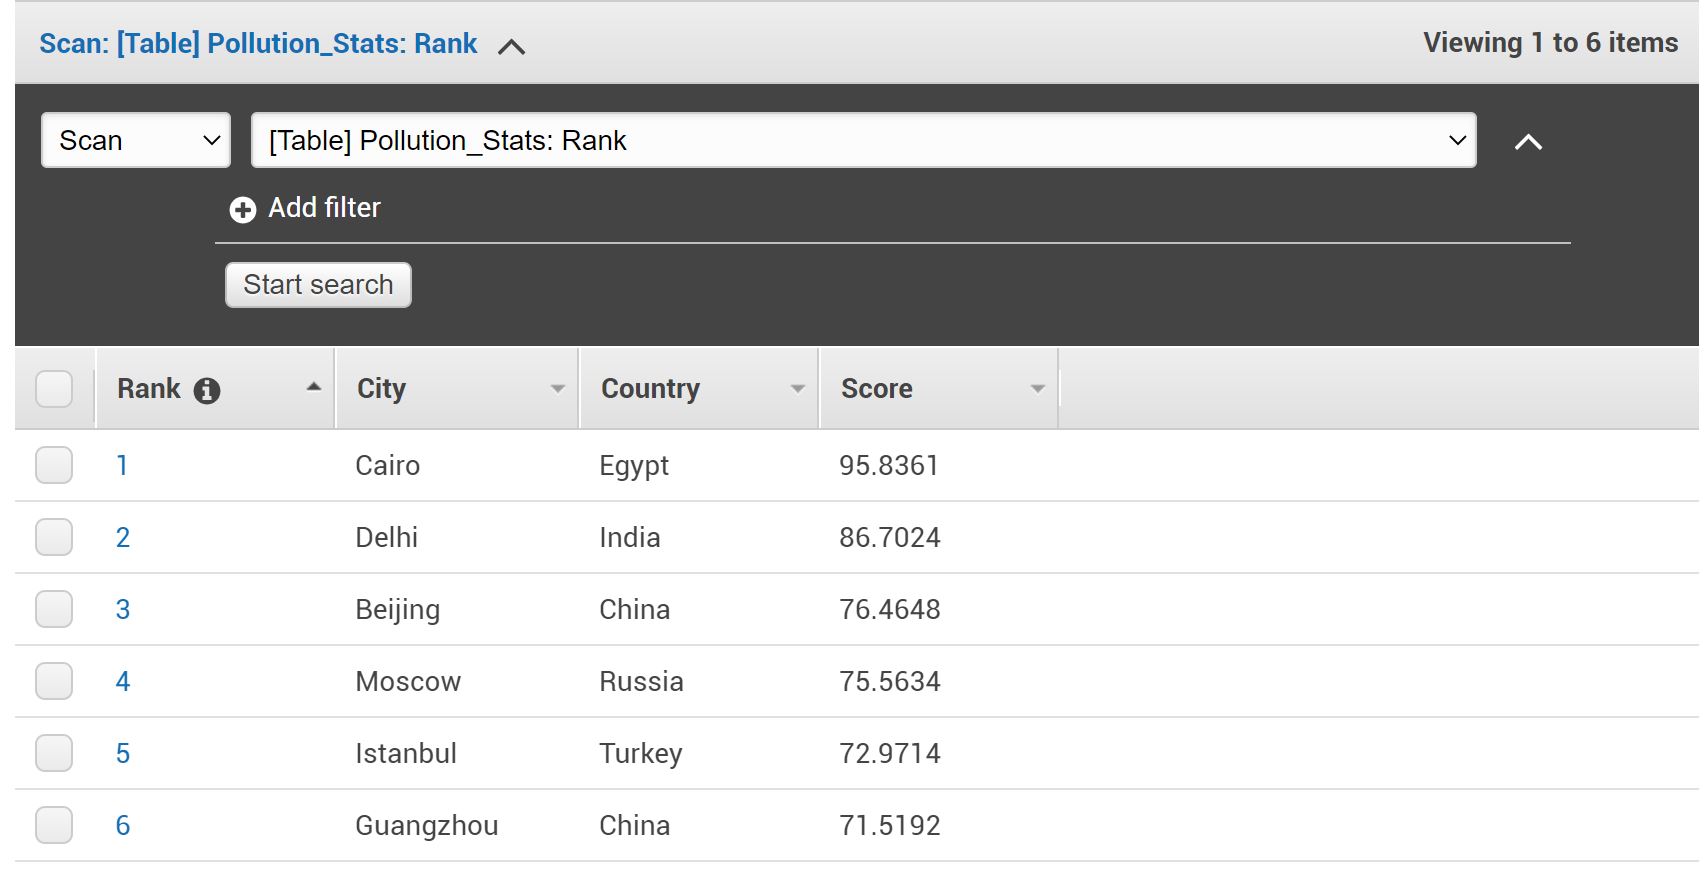 Scan: [Table] Pollution_Stats: Rank
Viewing 1 to 6 items
Scan
[Table] Pollution_Stats: Rank
Add filter
Start search
Rank City Country Score
1 Cairo Egypt 95.8361
2 Delhi India 86.7024
3 Beijing China 76.4648
4 Moscow Russia 75.5634
5 Istanbul Turkey 72.9714
6 Guangzhou China 71.5192